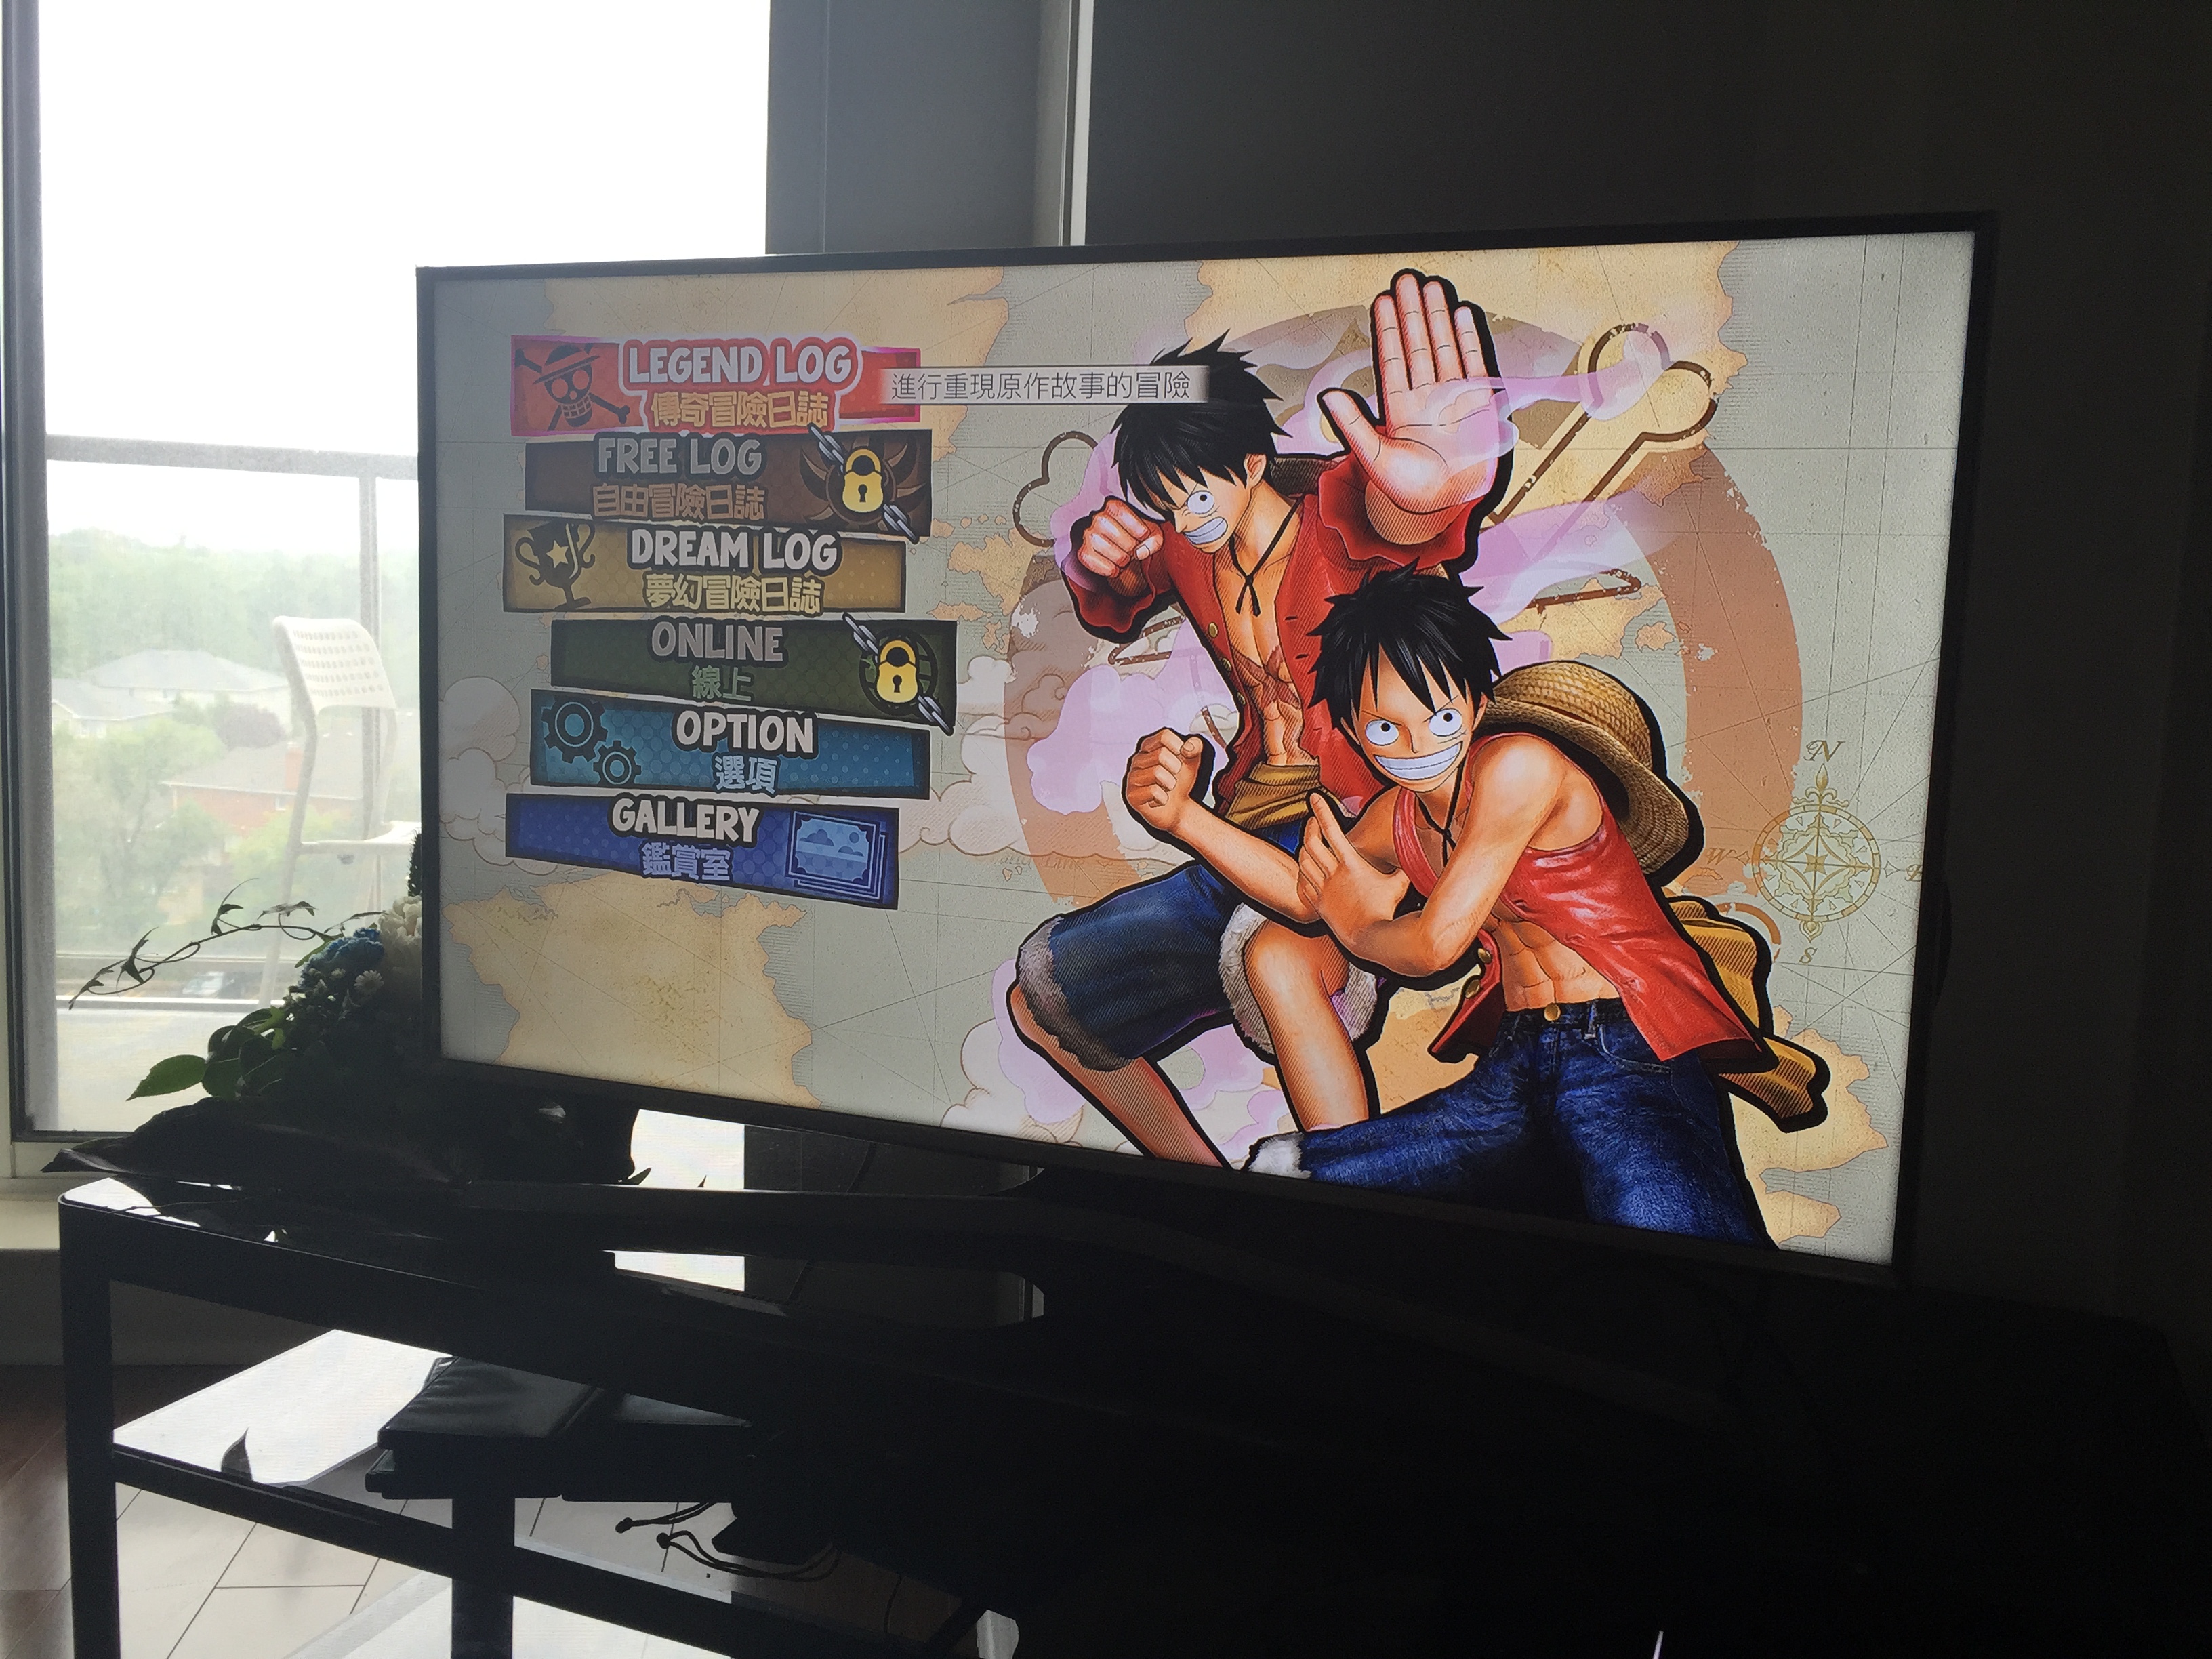 LEGEND LOG
傳奇冒險日誌
進行重現原作故事的冒險
FREE LOG
自由冒險日誌
DREAM LOG
夢幻冒險日誌
ONLINE
線上
OPTION
選項
GALLERY
鑑賞室
N
W
S